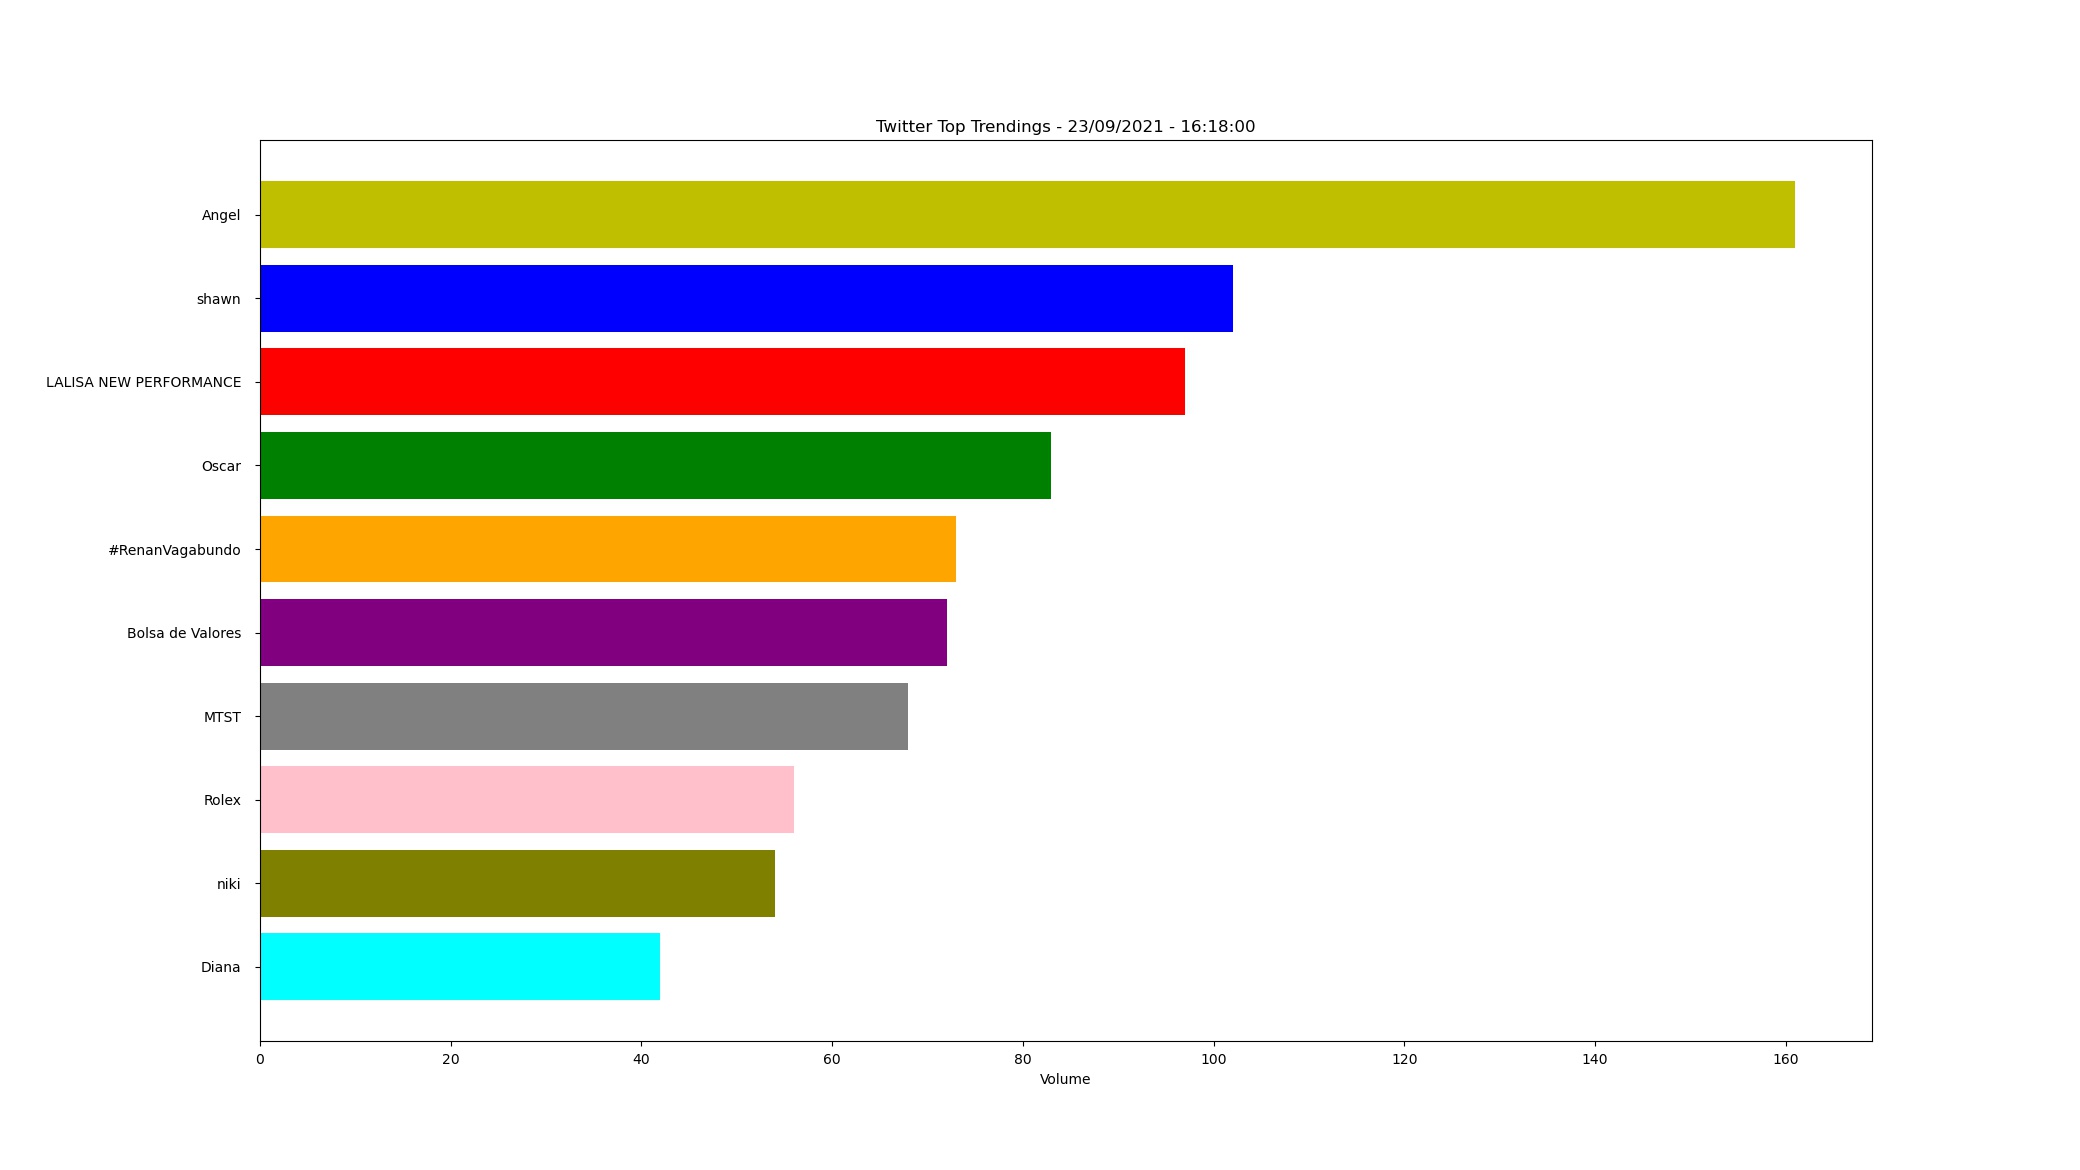 Twitter Top Trendings - 23/09/2021 - 16:18:00
Angel
shawn
LALISA NEW PERFORMANCE
Oscar
#RenanVagabundo
Bolsa de Valores
MTST
Rolex
niki
Diana
0 20 40 60 80 100 120 140 160
Volume